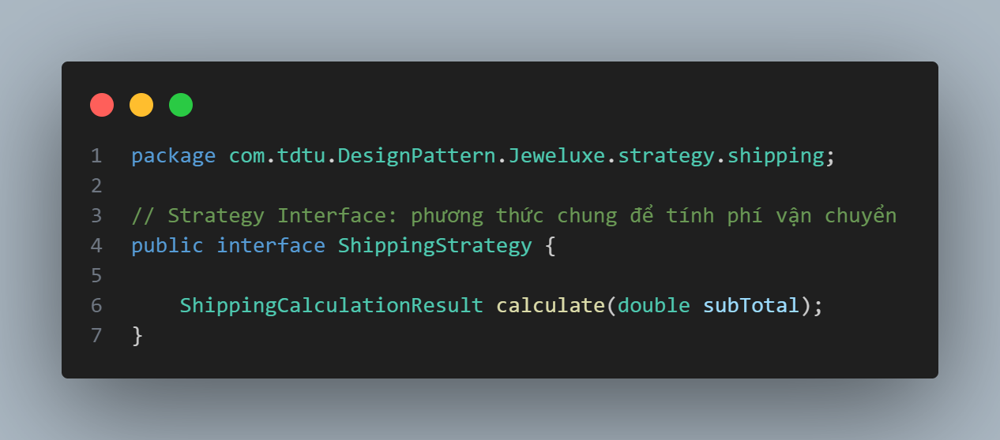 1 package com.tdtu.DesignPattern.Jeweluxe.strategy.shipping;
2
3 // Strategy Interface: phương thức chung để tính phí vận chuyển
4 public interface ShippingStrategy {
5
6 ShippingCalculationResult calculate(double subTotal);
7 }